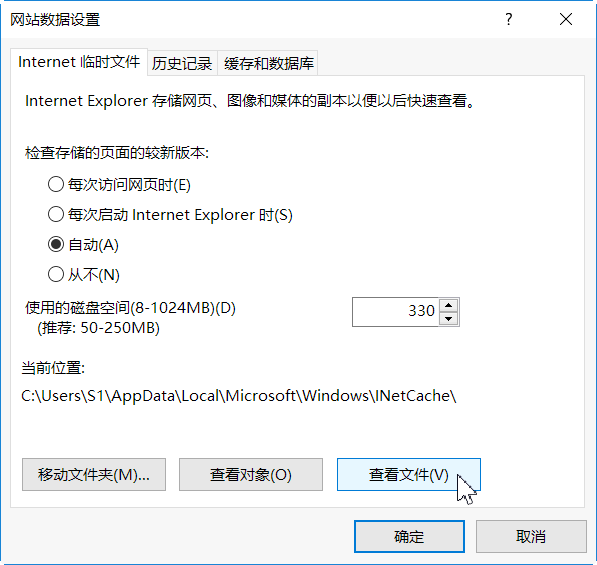 网站数据设置
Internet 临时文件
历史记录
缓存和数据库
Internet Explorer 存储网页、图像和媒体的副本以便以后快速查看。
检查存储的页面的较新版本:
每次访问网页时(E)
每次启动 Internet Explorer 时(S)
自动(A)
从不(N)
使用的磁盘空间(8-1024MB)(D)
330
(推荐: 50-250MB)
当前位置:
C:\Users\S1\AppData\Local\Microsoft\Windows\INetCache\
移动文件夹(M)...
查看对象(O)
查看文件(V)
确定
取消